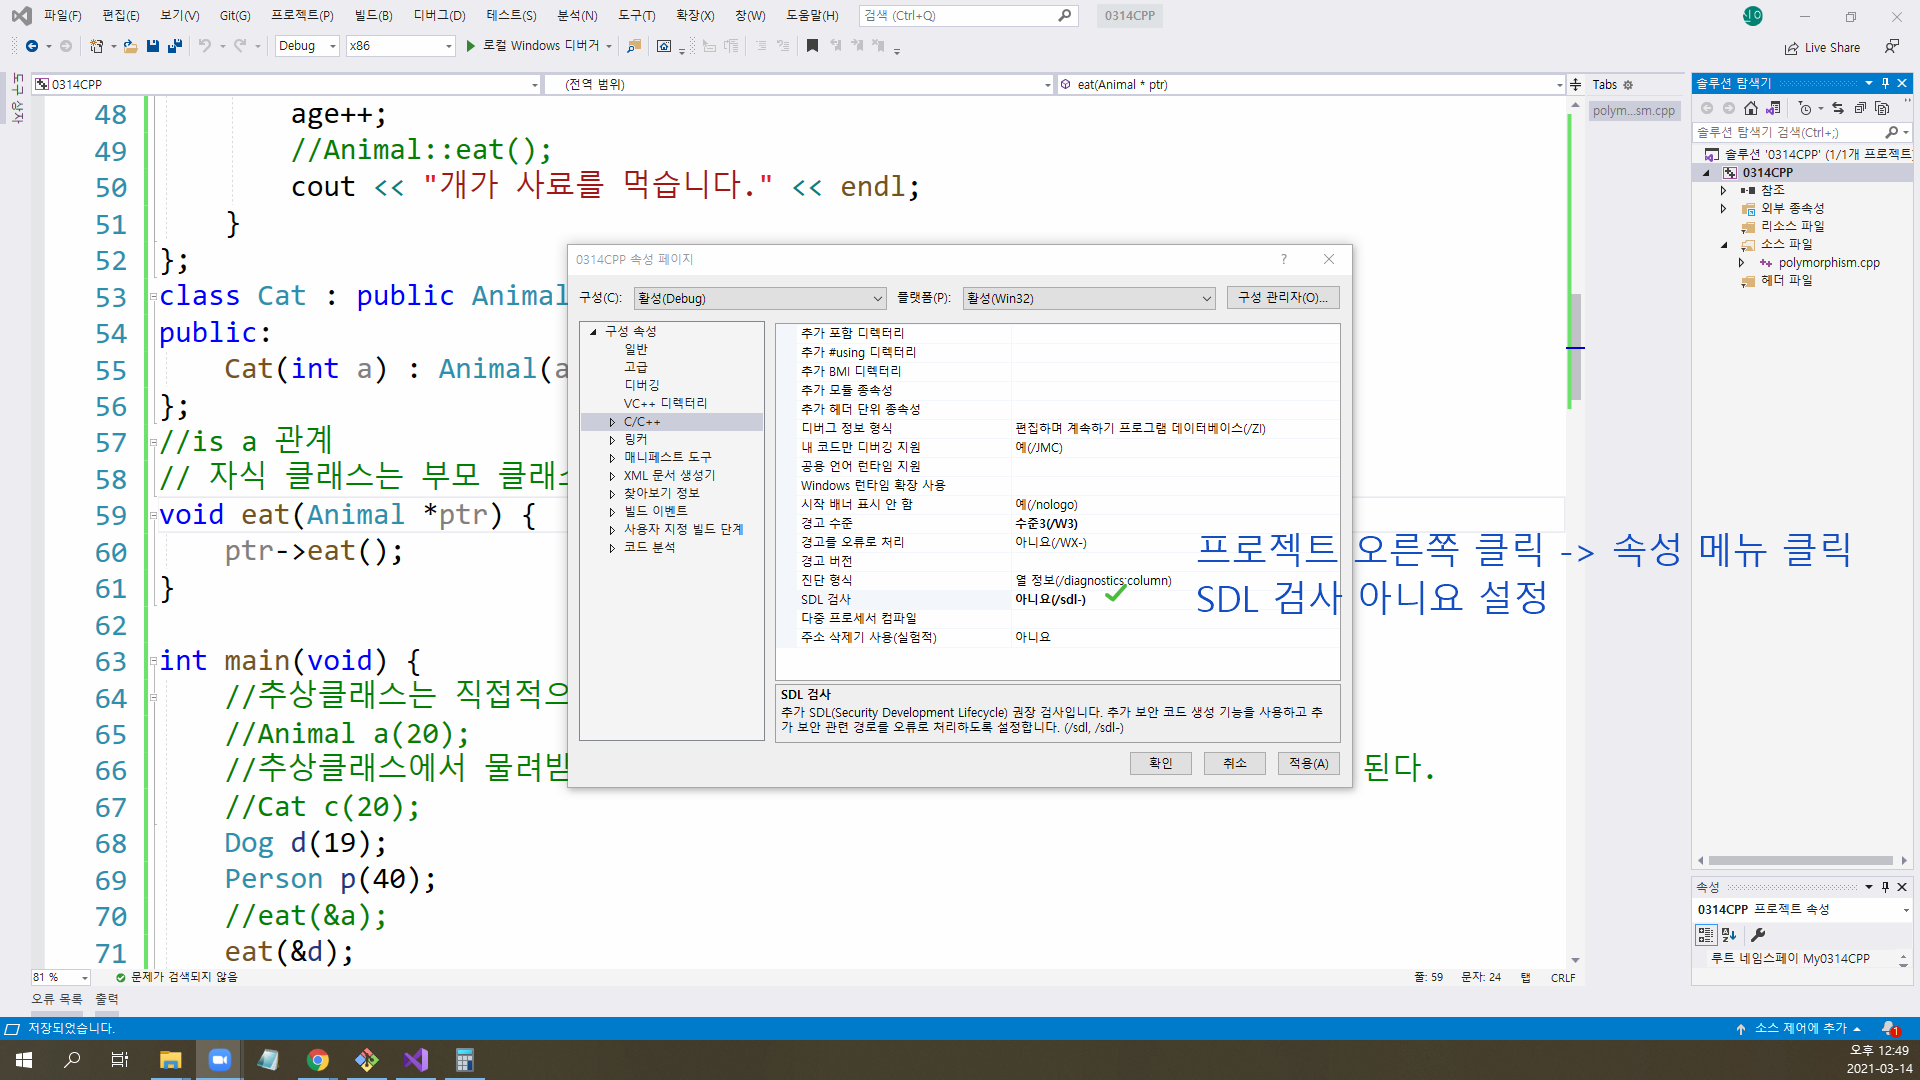 파일(F) 편집(E) 보기(V) Git(G) 프로젝트(P) 빌드(B) 디버그(D) 테스트(S) 분석(N) 도구(T) 확장(X) 창(W) 도움말(H) 검색 (Ctrl+Q) 0314CPP
Debug x86 로컬 Windows 디버거 Live Share
도구 상자
0314CPP (전역 범위) eat(Animal * ptr) Tabs
polym...sm.cpp
48 age++;
49 //Animal::eat();
50 cout << "개가 사료를 먹습니다." << endl;
51 }
52 };
53 class Cat : public Animal
54 public:
55 Cat(int a) : Animal(a
56 };
57 //is a 관계
58 // 자식 클래스는 부모 클래스
59 void eat(Animal *ptr) {
60 ptr->eat();
61 }
62
63 int main(void) {
64 //추상클래스는 직접적으
65 //Animal a(20);
66 //추상클래스에서 물려받 된다.
67 //Cat c(20);
68 Dog d(19);
69 Person p(40);
70 //eat(&a);
71 eat(&d);
0314CPP 속성 페이지 ?
구성(C): 활성(Debug) 플랫폼(P): 활성(Win32) 구성 관리자(O)...
구성 속성
일반
고급
디버깅
VC++ 디렉터리
C/C++
링커
매니페스트 도구
XML 문서 생성기
찾아보기 정보
빌드 이벤트
사용자 지정 빌드 단계
코드 분석
추가 포함 디렉터리
추가 #using 디렉터리
추가 BMI 디렉터리
추가 모듈 종속성
추가 헤더 단위 종속성
디버그 정보 형식 편집하며 계속하기 프로그램 데이터베이스(/ZI)
내 코드만 디버깅 지원 예(/JMC)
공용 언어 런타임 지원
Windows 런타임 확장 사용
시작 배너 표시 안 함 예(/nologo)
경고 수준 수준3(/W3)
경고를 오류로 처리 아니요(/WX-)
경고 버전
진단 형식 열 정보(/diagnostics:column)
SDL 검사 아니요(/sdl-)
다중 프로세서 컴파일
주소 삭제기 사용(실험적) 아니요
SDL 검사
추가 SDL(Security Development Lifecycle) 권장 검사입니다. 추가 보안 코드 생성 기능을 사용하고 추
가 보안 관련 경로를 오류로 처리하도록 설정합니다. (/sdl, /sdl-)
확인 취소 적용(A)
프로젝트 오른쪽 클릭 -> 속성 메뉴 클릭
SDL 검사 아니요 설정
솔루션 탐색기
솔루션 탐색기 검색(Ctrl+;)
솔루션 '0314CPP' (1/1개 프로젝트
0314CPP
참조
외부 종속성
리소스 파일
소스 파일
polymorphism.cpp
헤더 파일
속성
0314CPP 프로젝트 속성
루트 네임스페이 My0314CPP
81 % 문제가 검색되지 않음 줄: 59 문자: 24 탭 CRLF
오류 목록 출력
저장되었습니다. 소스 제어에 추가 1
오후 12:49
2021-03-14